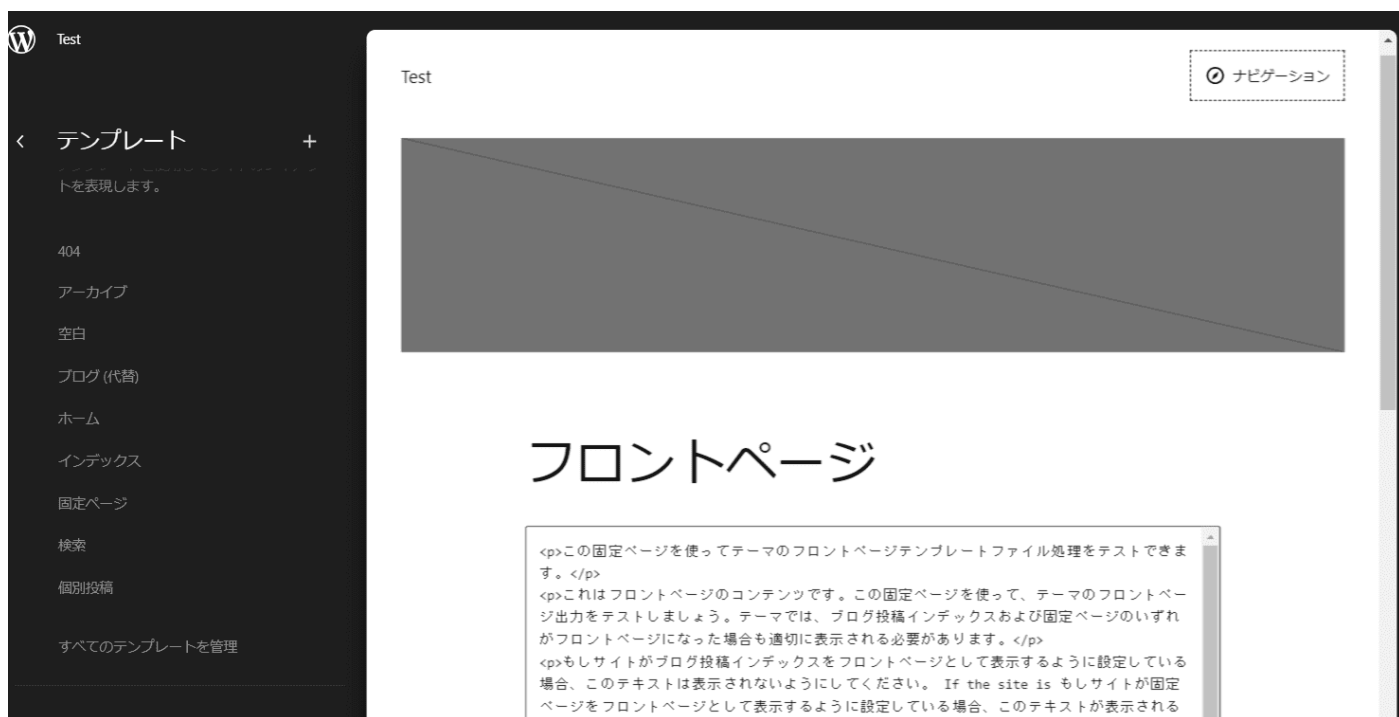 Test
テンプレート
トを表現します。
404
アーカイブ
空白
ブログ (代替)
ホーム
インデックス
固定ページ
検索
個別投稿
すべてのテンプレートを管理
Test
ナビゲーション
フロントページ
<p>この固定ページを使ってテーマのフロントページテンプレートファイル処理をテストできま
す。</p>
<p>これはフロントページのコンテンツです。この固定ページを使って、テーマのフロントペー
ジ出力をテストしましょう。テーマでは、ブログ投稿インデックスおよび固定ページのいずれ
がフロントページになった場合も適切に表示される必要があります。</p>
<p>もしサイトがブログ投稿インデックスをフロントページとして表示するように設定している
場合、このテキストは表示されないようにしてください。 If the site is もしサイトが固定
ページをフロントページとして表示するように設定している場合、このテキストが表示される